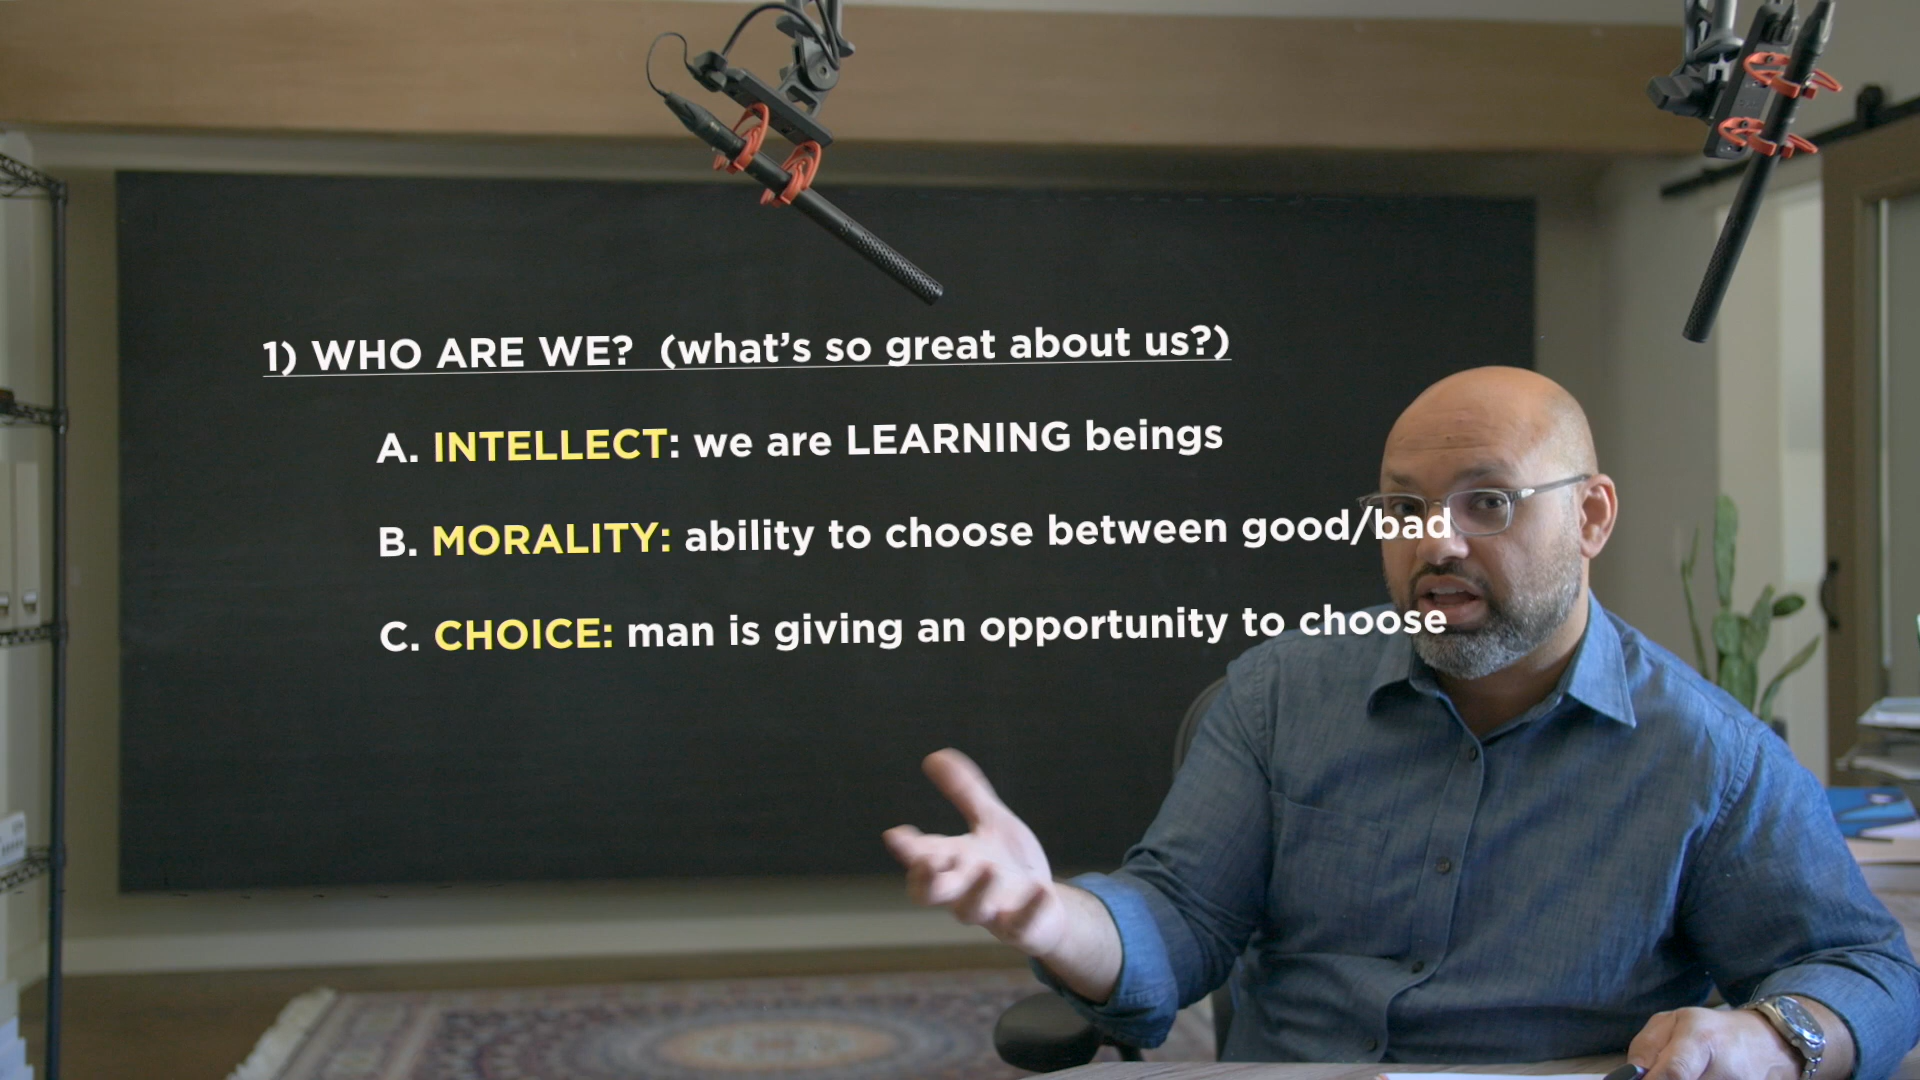 1) WHO ARE WE? (what's so great about us?)
A. INTELLECT: we are LEARNING beings
B. MORALITY: ability to choose between good/bad
C. CHOICE: man is giving an opportunity to choose